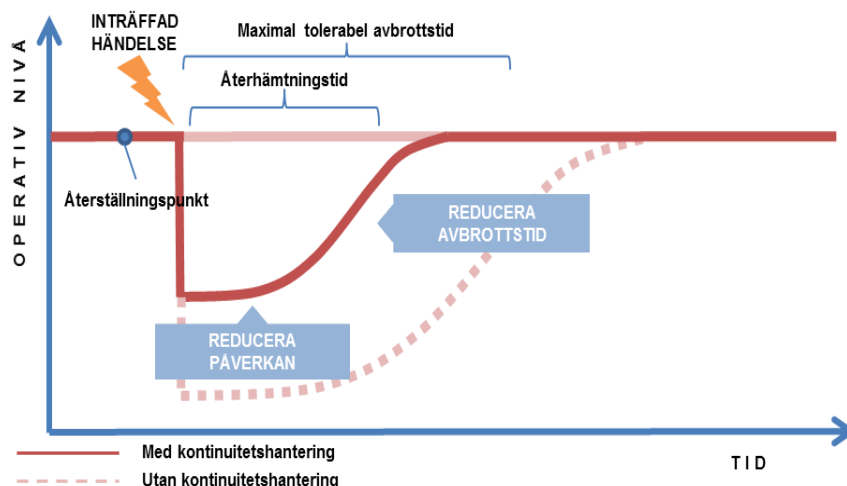 INTRÄFFAD
HÄNDELSE
Maximal tolerabel avbrottstid
Återhämtningstid
OPERATIV NIVÅ
Återställningspunkt
REDUCERA
AVBROTTSTID
REDUCERA
PÅVERKAN
Med kontinuitetshantering
TID
Utan kontinuitetshantering